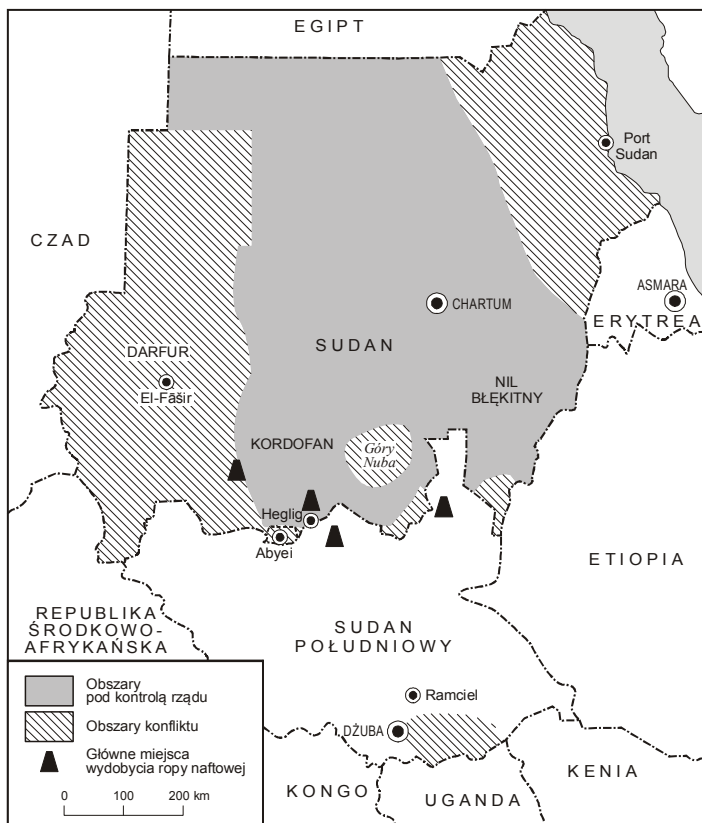 EGIPT
Port
Sudan
CZAD
ASMARA
CHARTUM
ERYTREA
SUDAN
DARFUR
El-Fāšir
NIL
BŁĘKITNY
KORDOFAN
Góry
Nuba
Heglig
Abyei
ETIOPIA
REPUBLIKA
ŚRODKOWO-
AFRYKAŃSKA
SUDAN
POŁUDNIOWY
Ramciel
DŻUBA
KENIA
KONGO
UGANDA
Obszary
pod kontrolą rządu
Obszary konfliktu
Główne miejsca
wydobycia ropy naftowej
0 100 200 km